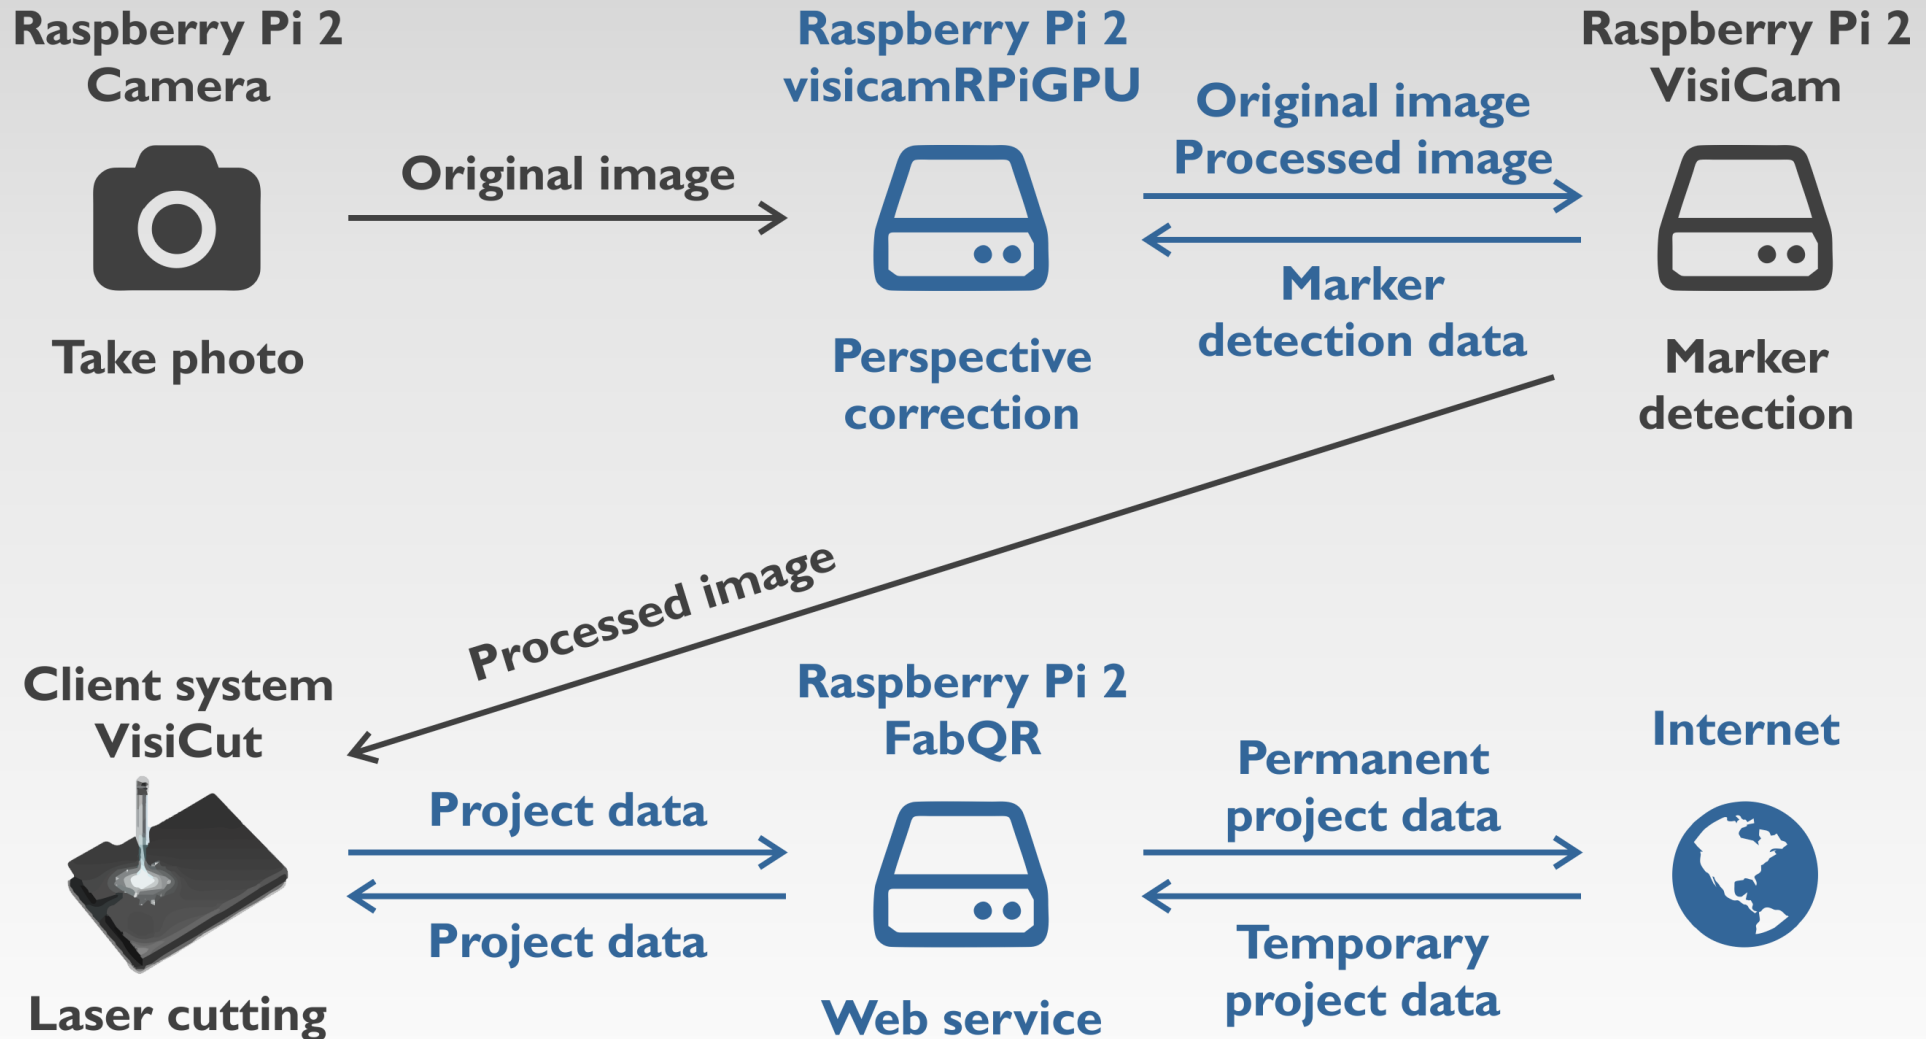 Raspberry Pi 2
Camera
Original image
Take photo
Raspberry Pi 2
visicamRPiGPU
Perspective
correction
Original image
Processed image
Marker
detection data
Raspberry Pi 2
VisiCam
Marker
detection
Processed image
Client system
VisiCut
Laser cutting
Project data
Project data
Raspberry Pi 2
FabQR
Web service
Permanent
project data
Temporary
project data
Internet